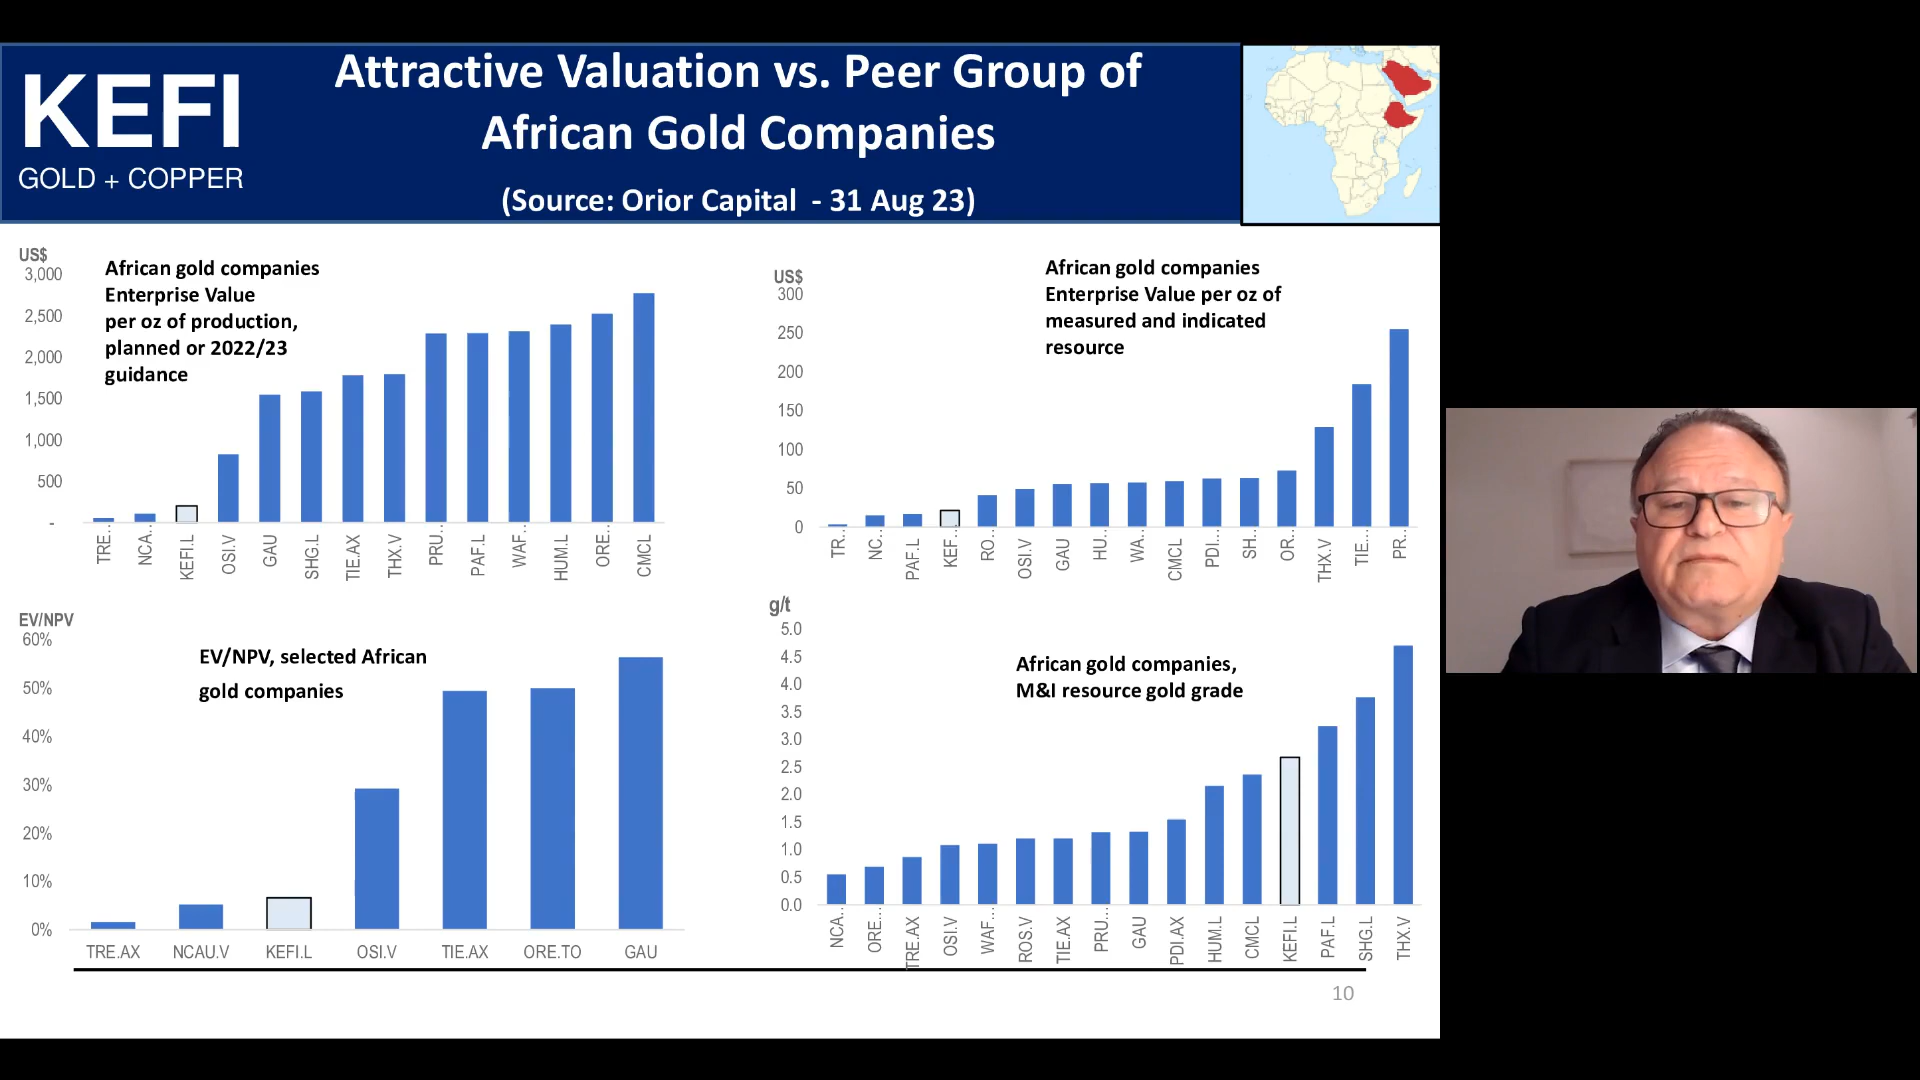 KEFI
GOLD + COPPER
Attractive Valuation vs. Peer Group of
African Gold Companies
(Source: Orior Capital - 31 Aug 23)
US$
3,000
2,500
2,000
1,500
1,000
500
-
African gold companies
Enterprise Value
per oz of production,
planned or 2022/23
guidance
TRE..
NCA..
KEFI.L
OSI.V
GAU
SHG.L
TIE.AX
THX.V
PRU..
PAF.L
WAF..
HUM.L
ORE..
CMCL
US$
300
250
200
150
100
50
0
African gold companies
Enterprise Value per oz of
measured and indicated
resource
TR..
NC..
PAF.L
KEF..
RO..
OSI.V
GAU
HU..
WA..
CMCL
PDI...
SH..
OR..
THX.V
TIE...
PR..
EV/NPV
60%
50%
40%
30%
20%
10%
0%
EV/NPV, selected African
gold companies
TRE.AX
NCAU.V
KEFI.L
OSI.V
TIE.AX
ORE.TO
GAU
g/t
5.0
4.5
4.0
3.5
3.0
2.5
2.0
1.5
1.0
0.5
0.0
African gold companies,
M&I resource gold grade
NCA..
ORE...
TRE.AX
OSI.V
WAF...
ROS.V
TIE.AX
PRU...
GAU
PDI.AX
HUM.L
CMCL
KEFI.L
PAF.L
SHG.L
THX.V
10